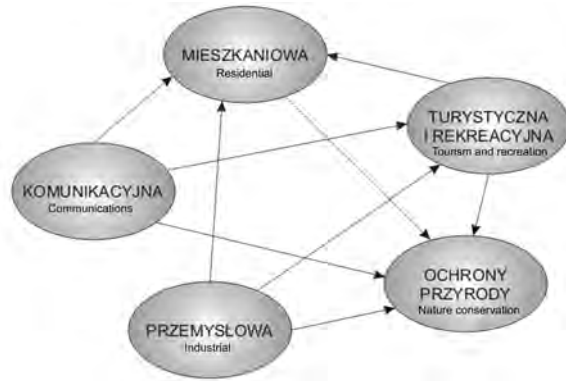 MIESZKANIOWA
Residential
TURYSTYCZNA
I REKREACYJNA
Tourism and recreation
KOMUNIKACYJNA
Communications
OCHRONY
PRZYRODY
Nature conservation
PRZEMYSŁOWA
Industrial